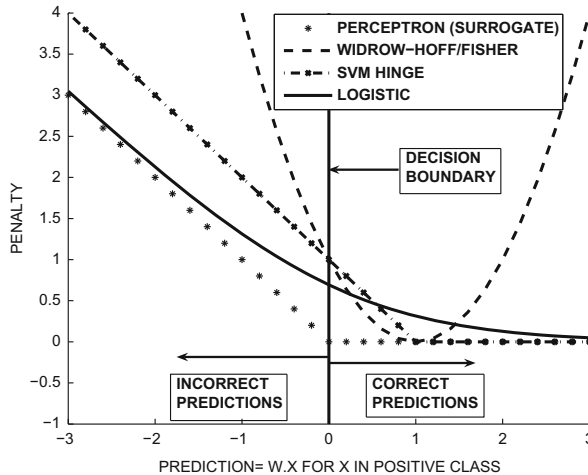 4
3.5
3
2.5
2
1.5
1
0.5
0
−0.5
−1
PENALTY
PERCEPTRON (SURROGATE)
WIDROW−HOFF/FISHER
SVM HINGE
LOGISTIC
DECISION
BOUNDARY
INCORRECT
PREDICTIONS
CORRECT
PREDICTIONS
−3
−2
−1
0
1
2
3
PREDICTION= W.X FOR X IN POSITIVE CLASS